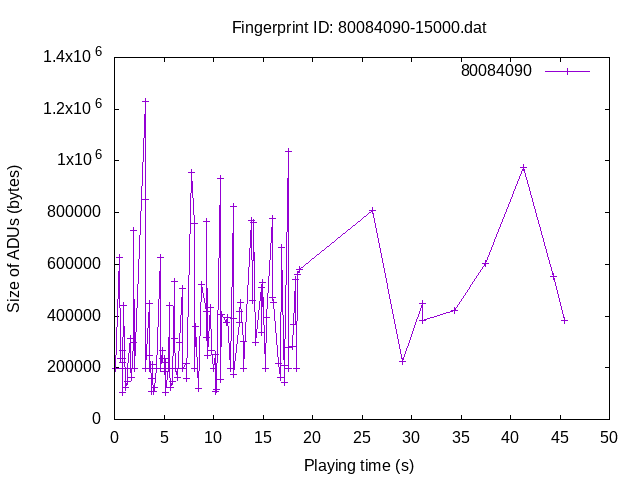 Fingerprint ID: 80084090-15000.dat
80084090
Size of ADUs (bytes)
1.4x10^6
1.2x10^6
1x10^6
800000
600000
400000
200000
0
0 5 10 15 20 25 30 35 40 45 50
Playing time (s)